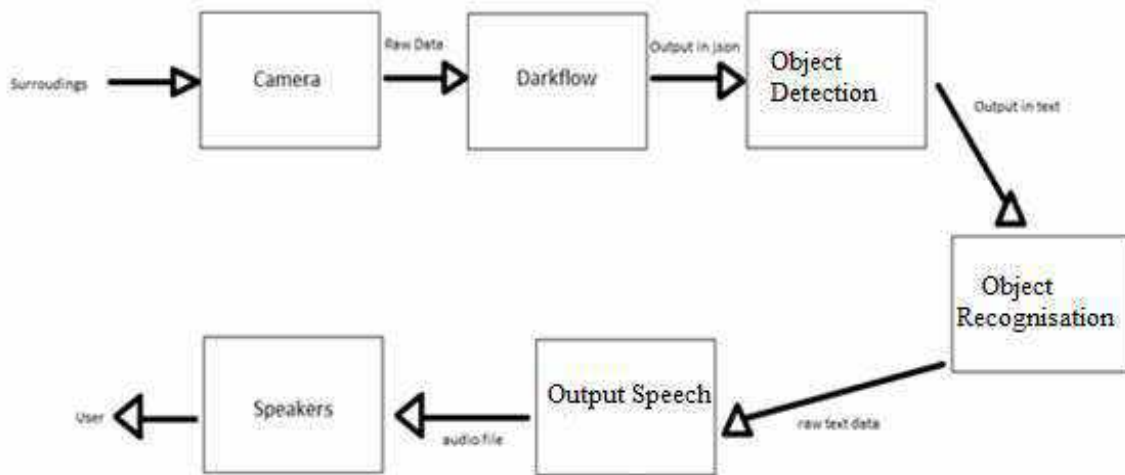 Surroudings
Camera
Raw Data
Darkflow
Output in json
Object
Detection
Output in text
Object
Recognisation
raw text data
Output Speech
audio file
Speakers
User